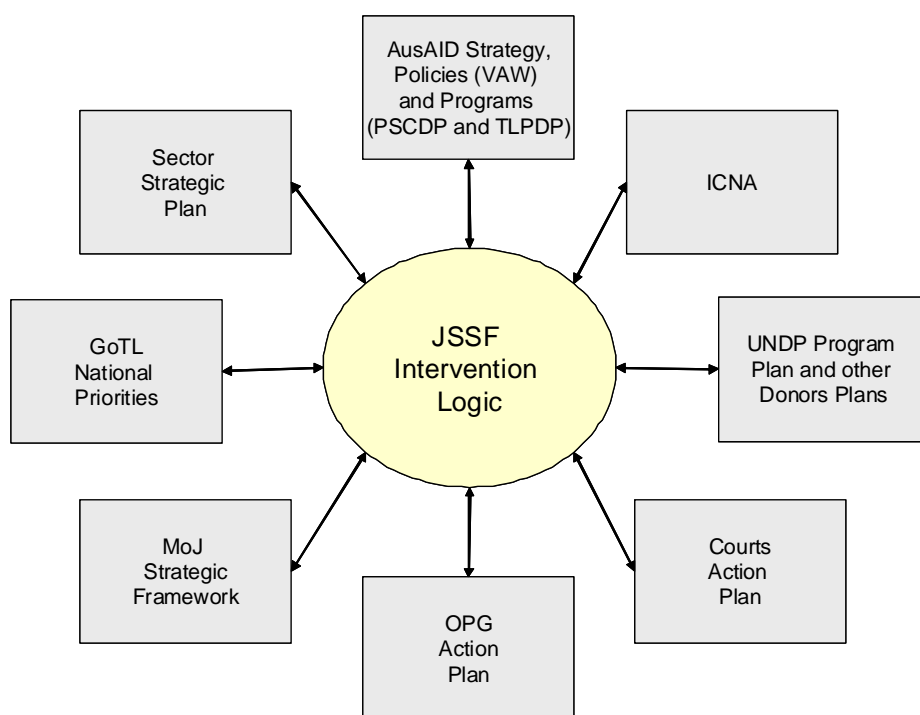 AusAID Strategy,
Policies (VAW)
and Programs
(PSCDP and TLPDP)
Sector
Strategic
Plan
ICNA
GoTL
National
Priorities
JSSF
Intervention
Logic
UNDP Program
Plan and other
Donors Plans
MoJ
Strategic
Framework
OPG
Action
Plan
Courts
Action
Plan